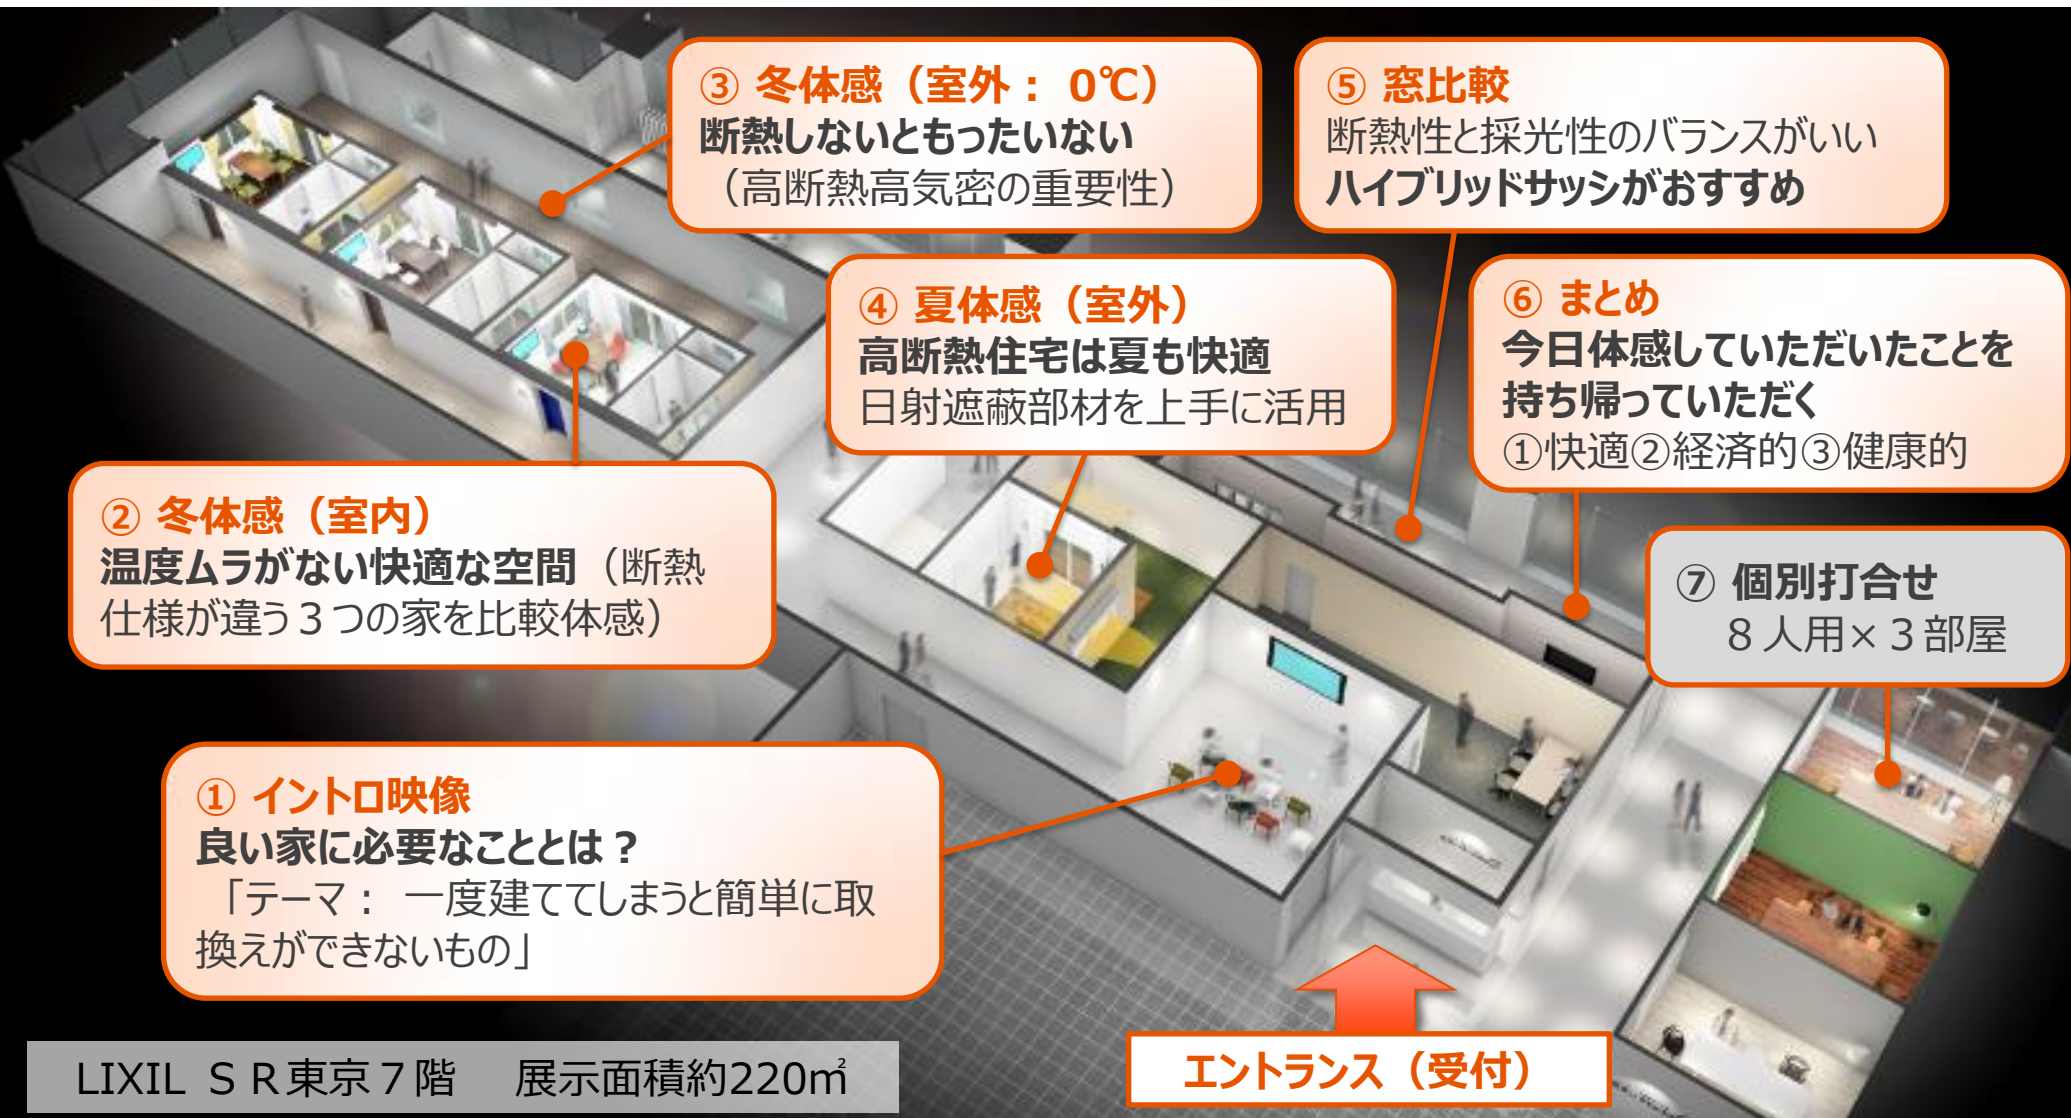 ③ 冬体感（室外： 0℃）
断熱しないともったいない
（高断熱高気密の重要性）
⑤ 窓比較
断熱性と採光性のバランスがいい
ハイブリッドサッシがおすすめ
④ 夏体感（室外）
高断熱住宅は夏も快適
日射遮蔽部材を上手に活用
⑥ まとめ
今日体感していただいたことを
持ち帰っていただく
①快適②経済的③健康的
② 冬体感（室内）
温度ムラがない快適な空間（断熱
仕様が違う３つの家を比較体感）
⑦ 個別打合せ
８人用×３部屋
① イントロ映像
良い家に必要なこととは？
「テーマ： 一度建ててしまうと簡単に取
換えができないもの」
エントランス（受付）
LIXIL ＳＲ東京７階　展示面積約220㎡